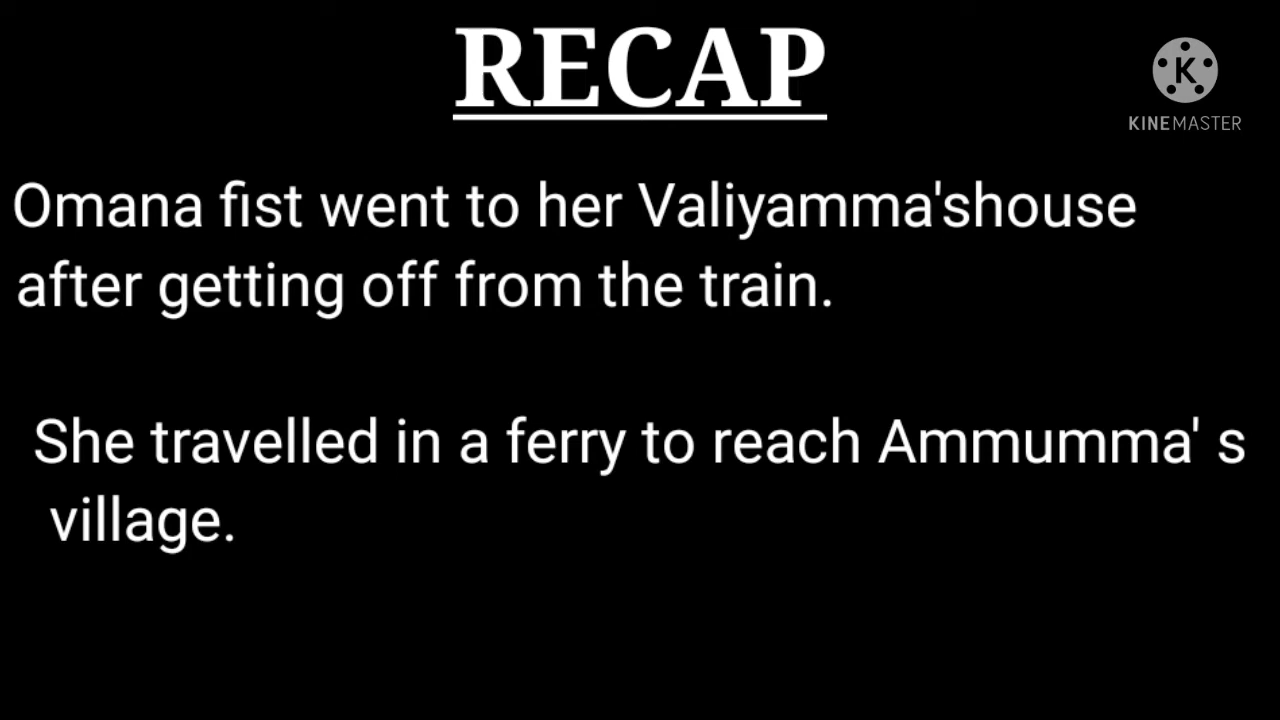 RECAP
KINEMASTER
Omana fist went to her Valiyamma'shouse
after getting off from the train.
She travelled in a ferry to reach Ammumma' s
village.